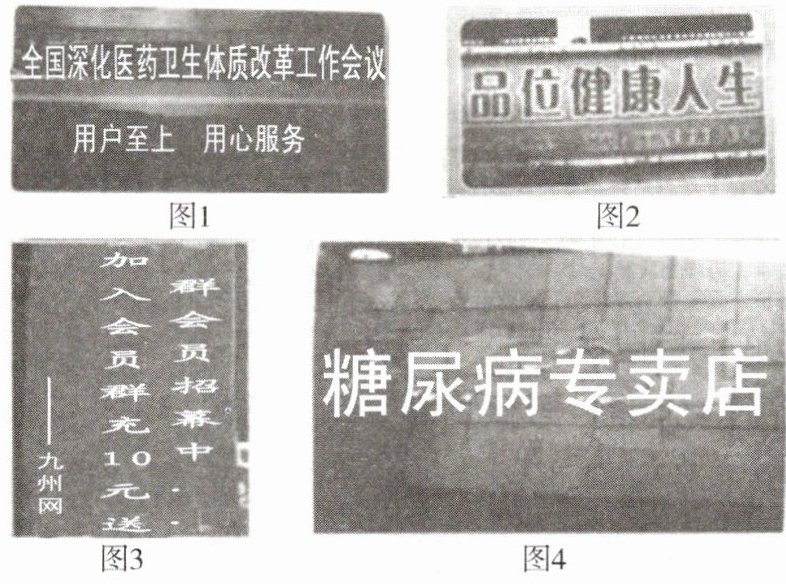 全国深化医药卫生体质改革工作会议
用户至上 用心服务
图1
品位健康人生
图2
群会员招募中..
加入会员群充10元送
——九州网
图3
糖尿病专卖店
图4